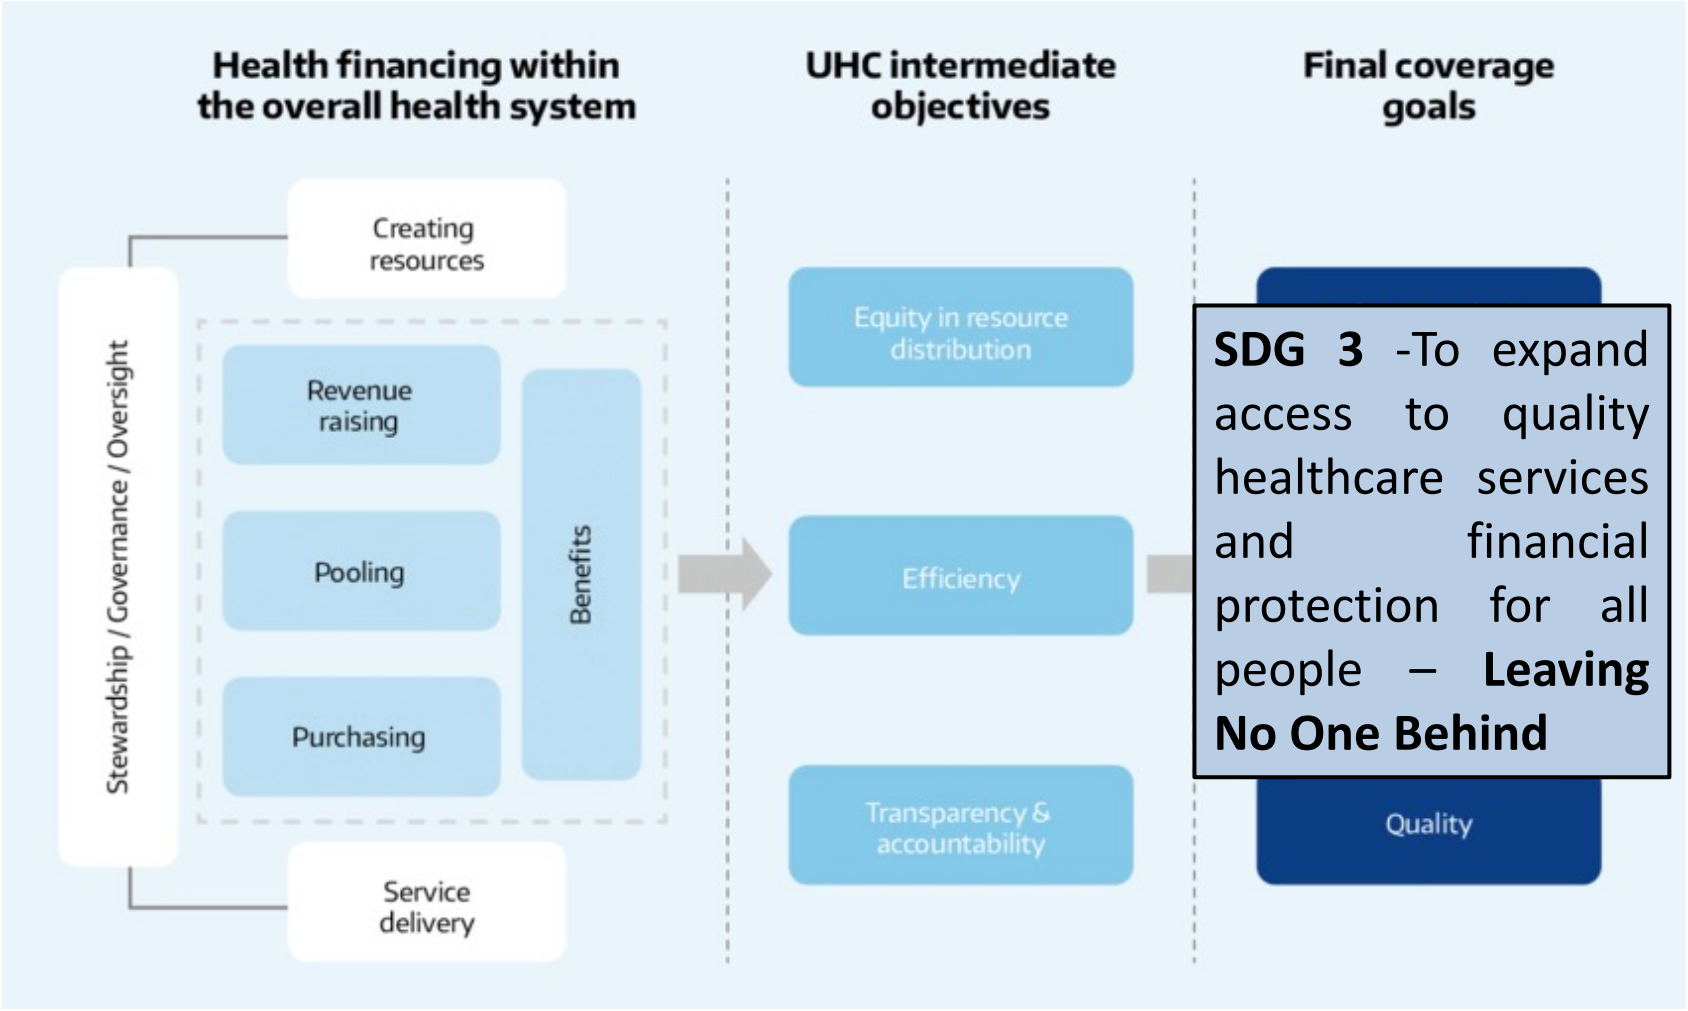 Health financing within
the overall health system
UHC intermediate
objectives
Final coverage
goals
Creating
resources
Stewardship / Governance / Oversight
Revenue
raising
Pooling
Purchasing
Benefits
Service
delivery
Equity in resource
distribution
Efficiency
Transparency &
accountability
SDG 3 -To expand
access to quality
healthcare services
and financial
protection for all
people – Leaving
No One Behind
Quality